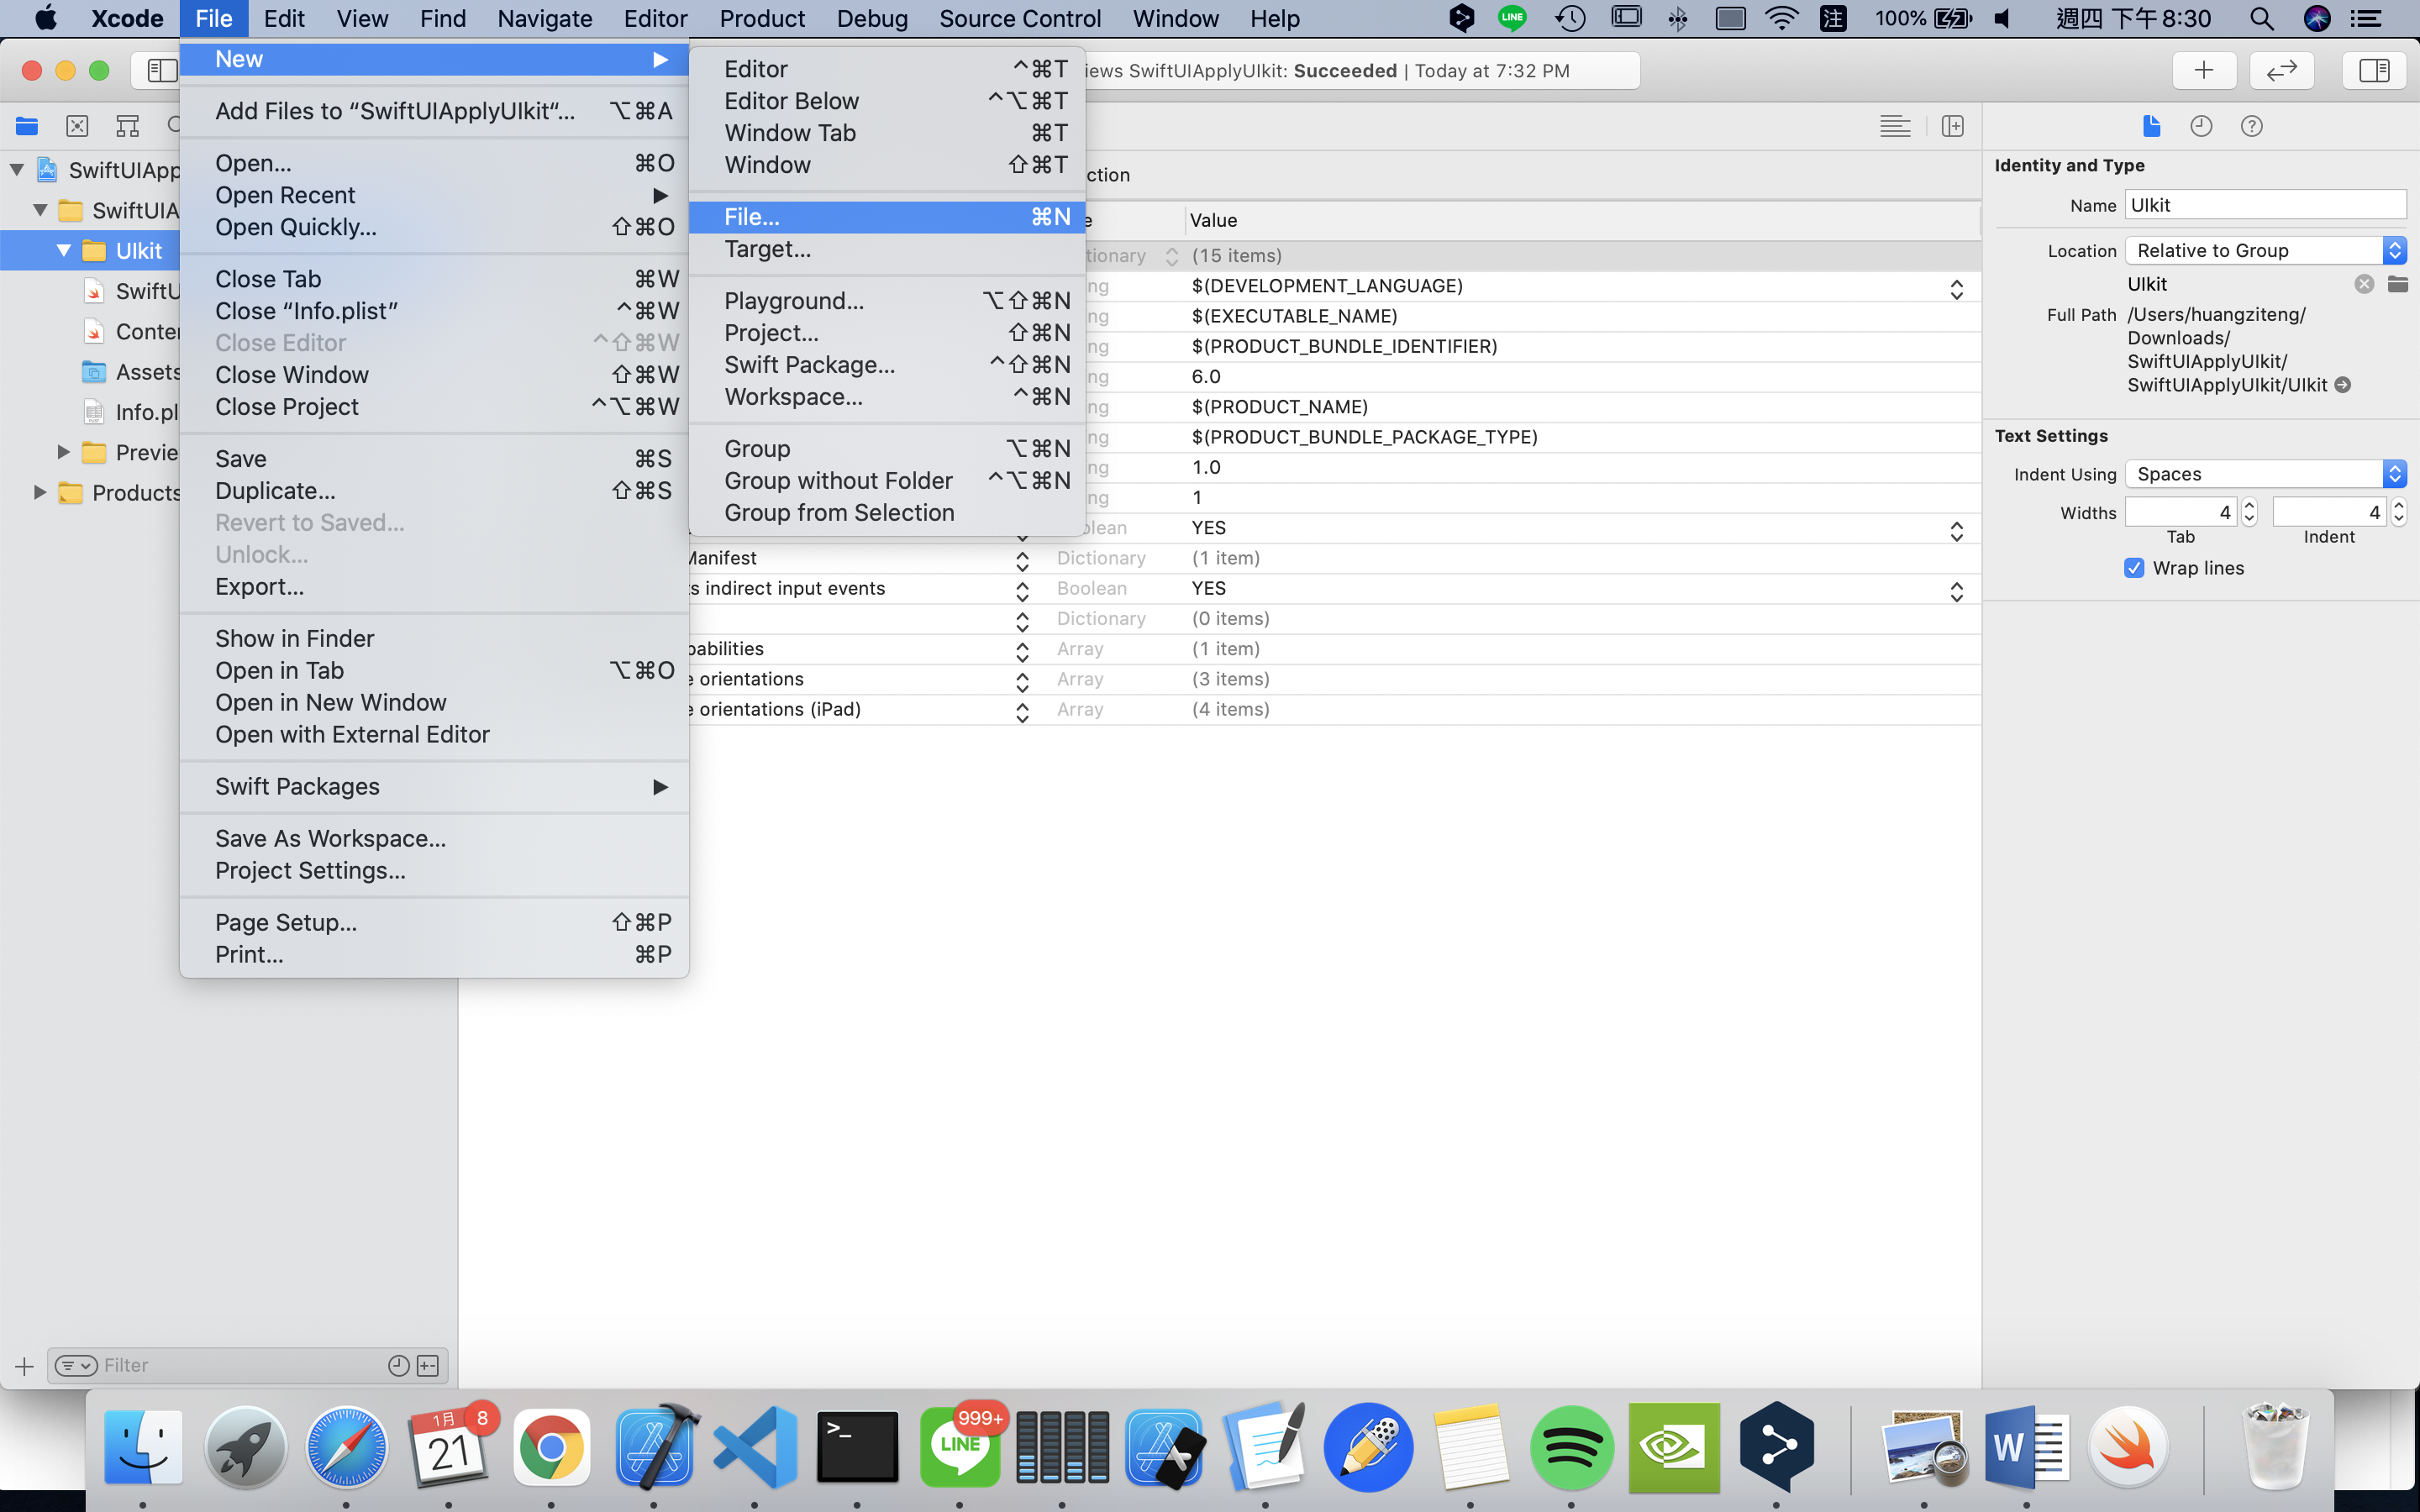 Xcode File Edit View Find Navigate Editor Product Debug Source Control Window Help LINE 注 100% 週四 下午8:30
New
Add Files to “SwiftUIApplyUIkit“... ⌥⌘A
Open... ⌘O
Open Recent
Open Quickly... ⇧⌘O
Close Tab ⌘W
Close “Info.plist” ^⌘W
Close Editor ^⇧⌘W
Close Window ⇧⌘W
Close Project ^⌥⌘W
Save ⌘S
Duplicate... ⇧⌘S
Revert to Saved...
Unlock...
Export...
Show in Finder
Open in Tab ⌥⌘O
Open in New Window
Open with External Editor
Swift Packages
Save As Workspace...
Project Settings...
Page Setup... ⇧⌘P
Print... ⌘P
Editor ^⌘T
Editor Below ^⌥⌘T
Window Tab ⌘T
Window ⇧⌘T
File... ⌘N
Target...
Playground... ⌥⇧⌘N
Project... ⇧⌘N
Swift Package... ^⇧⌘N
Workspace... ^⌘N
Group ⌥⌘N
Group without Folder ^⌥⌘N
Group from Selection
SwiftUIApp
SwiftUIA
UIkit
SwiftU
Conte
Assets
Info.pl
Previe
Products
Filter
iews SwiftUIApplyUIkit: Succeeded | Today at 7:32 PM
ction
e Value
tionary (15 items)
ng $(DEVELOPMENT_LANGUAGE)
ng $(EXECUTABLE_NAME)
ng $(PRODUCT_BUNDLE_IDENTIFIER)
ng 6.0
ng $(PRODUCT_NAME)
ng $(PRODUCT_BUNDLE_PACKAGE_TYPE)
ng 1.0
ng 1
olean YES
Manifest Dictionary (1 item)
ts indirect input events Boolean YES
Dictionary (0 items)
pabilities Array (1 item)
e orientations Array (3 items)
e orientations (iPad) Array (4 items)
Identity and Type
Name UIkit
Location Relative to Group
UIkit
Full Path /Users/huangziteng/
Downloads/
SwiftUIApplyUIkit/
SwiftUIApplyUIkit/UIkit
Text Settings
Indent Using Spaces
Widths 4 4
Tab Indent
Wrap lines
1月 8
21
>_
999+
LINE
W